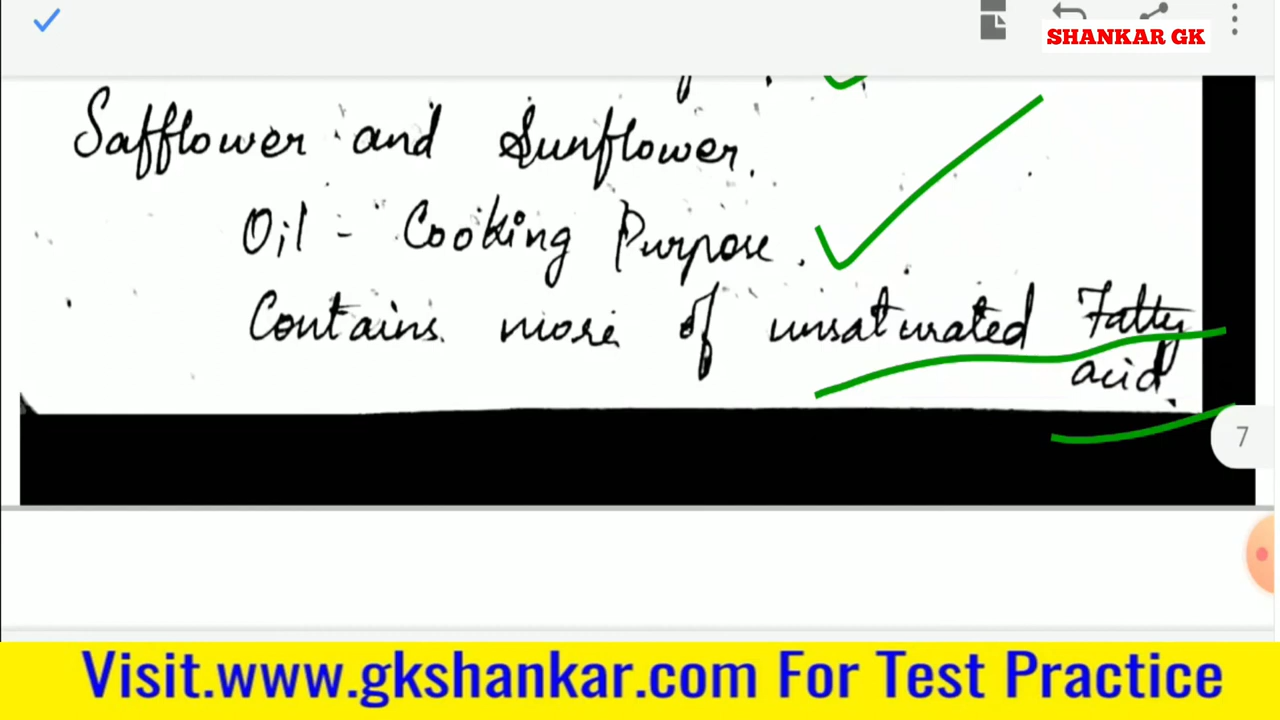 SHANKAR GK
Safflower and Sunflower.
Oil - Cooking Purpose.
Contains more of unsaturated Fatty
acid.
7
Visit.www.gkshankar.com For Test Practice